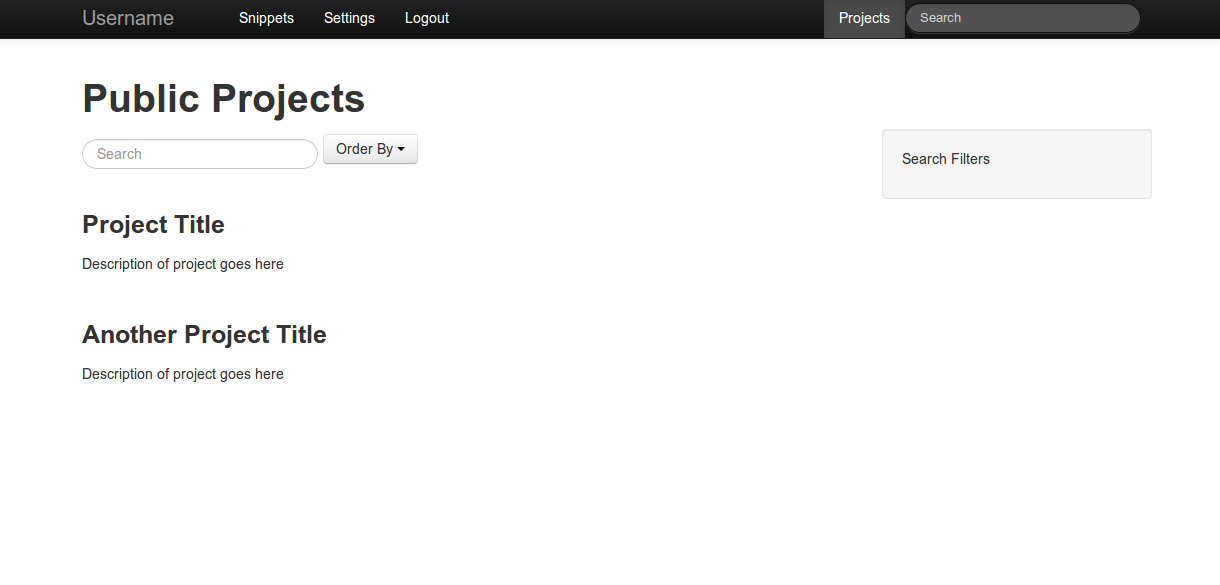 Username Snippets Settings Logout Projects Search
Public Projects
Search Order By
Search Filters
Project Title
Description of project goes here
Another Project Title
Description of project goes here